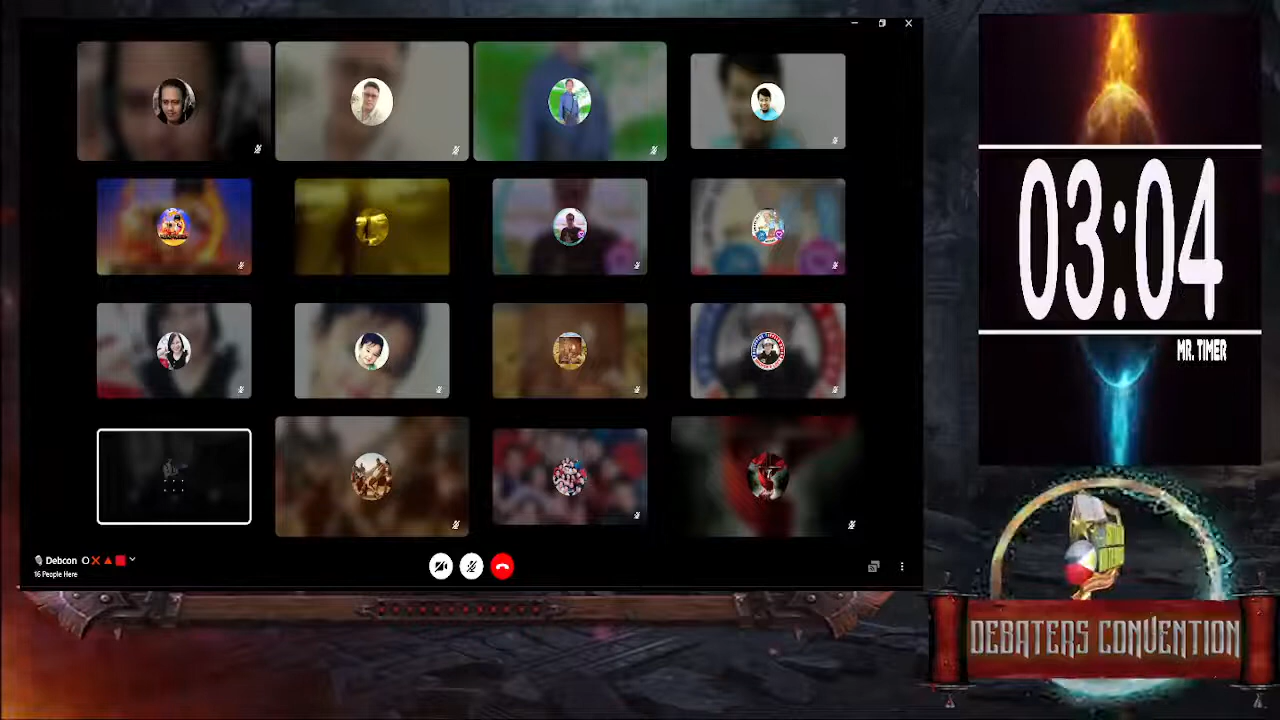 03:04
MR. TIMER
Debcon
16 People Here
DEBATERS CONVENTION